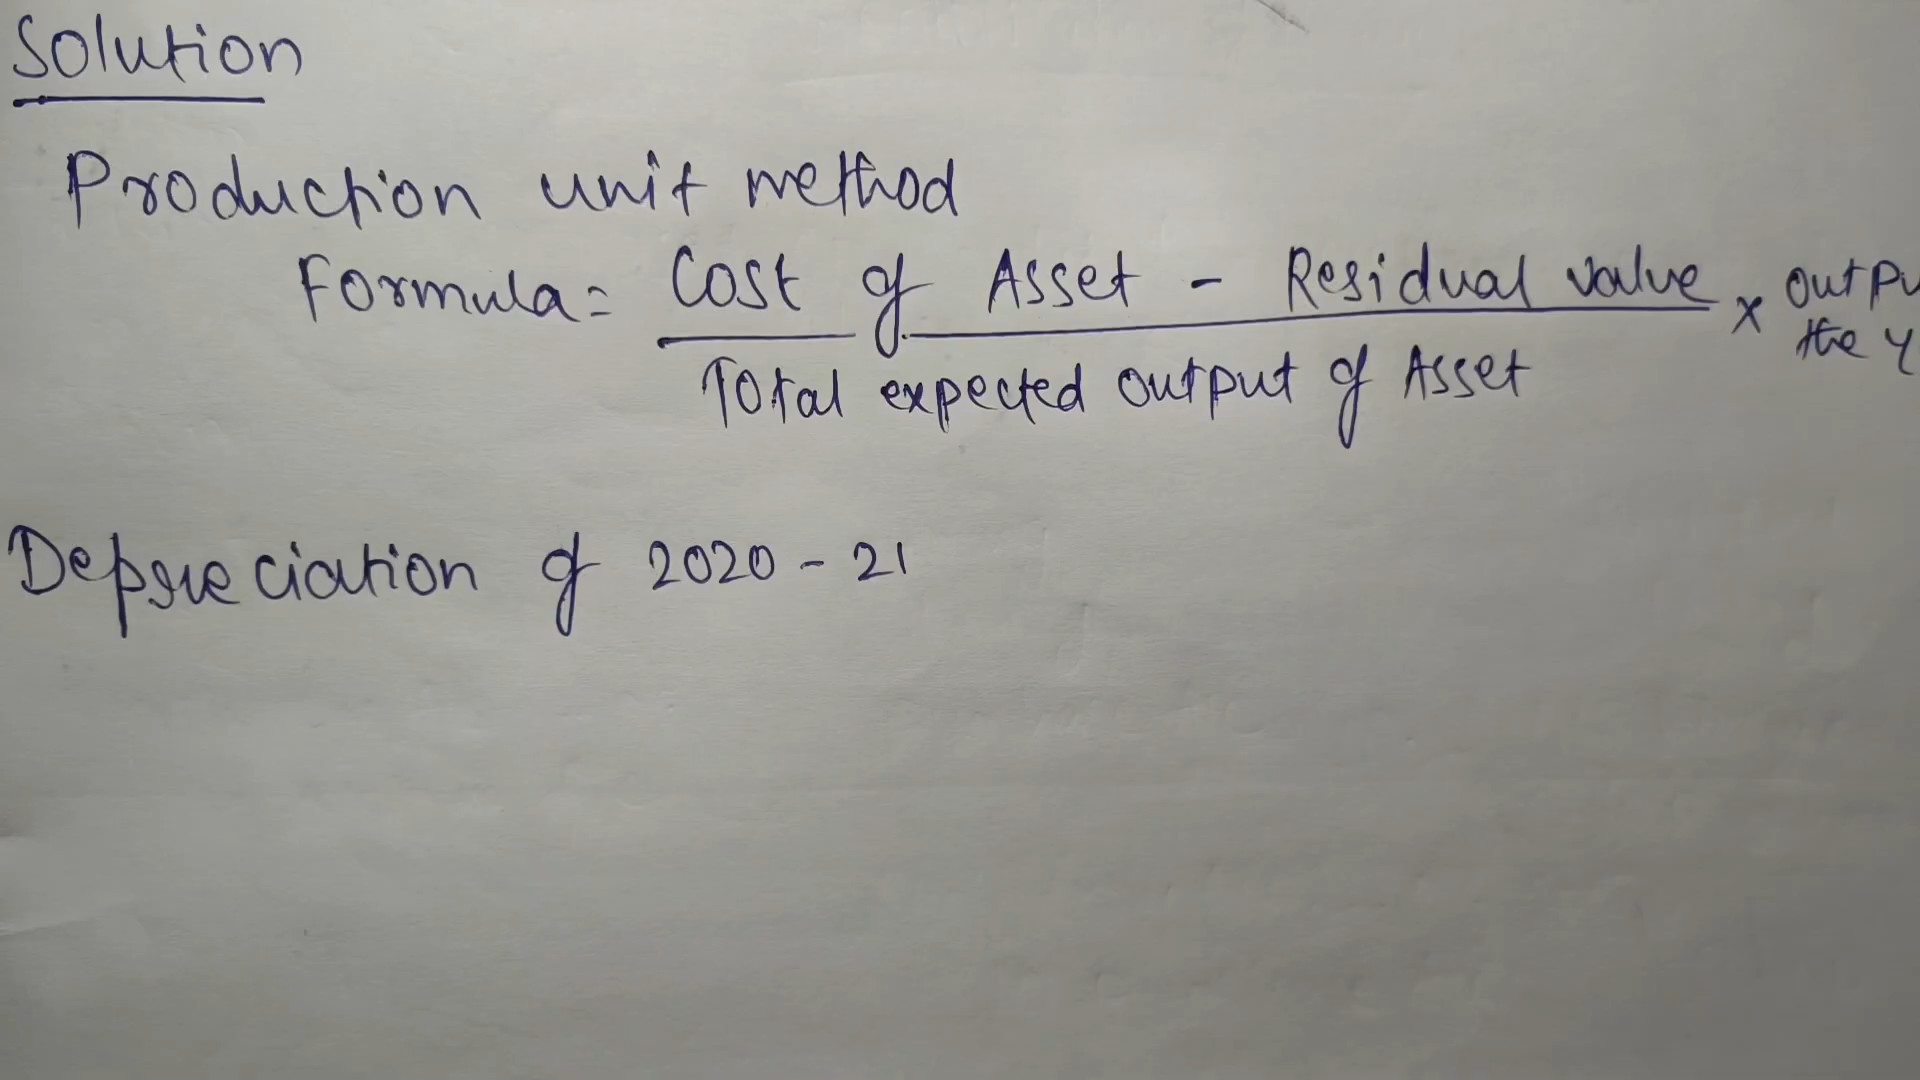 Solution
Production unit method
Formula = Cost of Asset - Residual value x
Total expected output of Asset
the
Depreciation of 2020 - 21